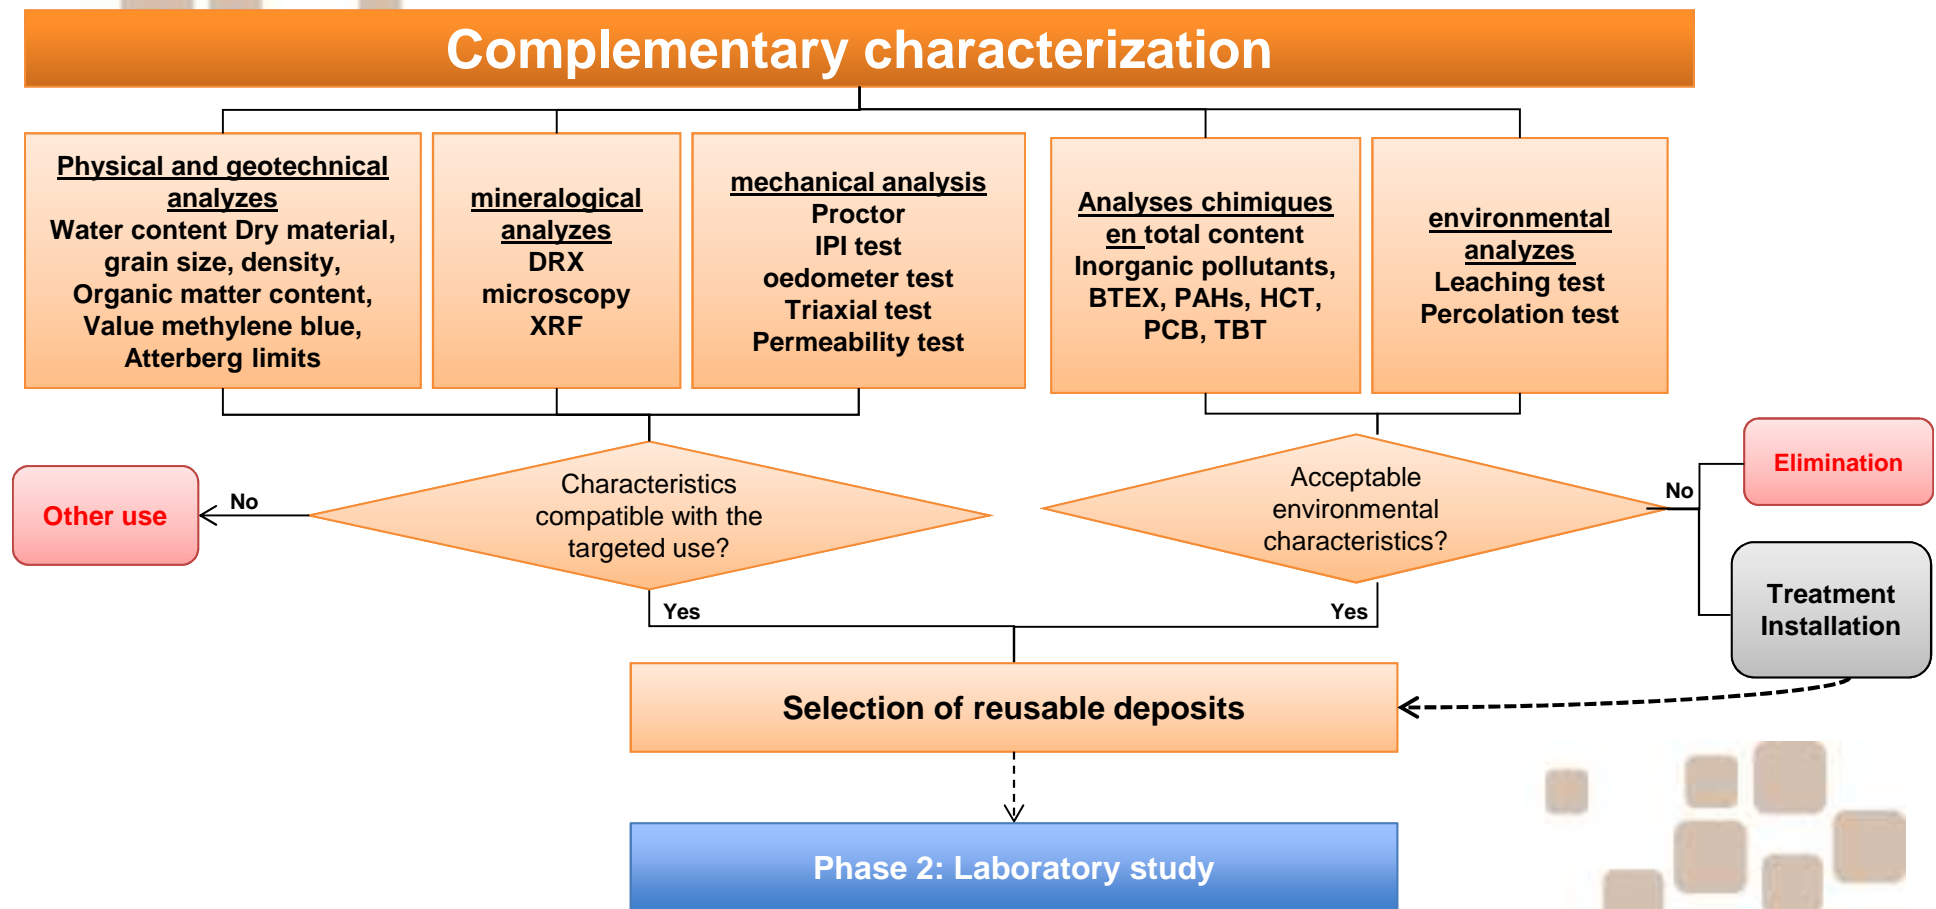 Complementary characterization
Physical and geotechnical
analyzes
Water content Dry material,
grain size, density,
Organic matter content,
Value methylene blue,
Atterberg limits
mineralogical
analyzes
DRX
microscopy
XRF
mechanical analysis
Proctor
IPI test
oedometer test
Triaxial test
Permeability test
Analyses chimiques
en total content
Inorganic pollutants,
BTEX, PAHs, HCT,
PCB, TBT
environmental
analyzes
Leaching test
Percolation test
Other use
No
Characteristics
compatible with the
targeted use?
Acceptable
environmental
characteristics?
No
Elimination
Treatment
Installation
Yes
Yes
Selection of reusable deposits
Phase 2: Laboratory study